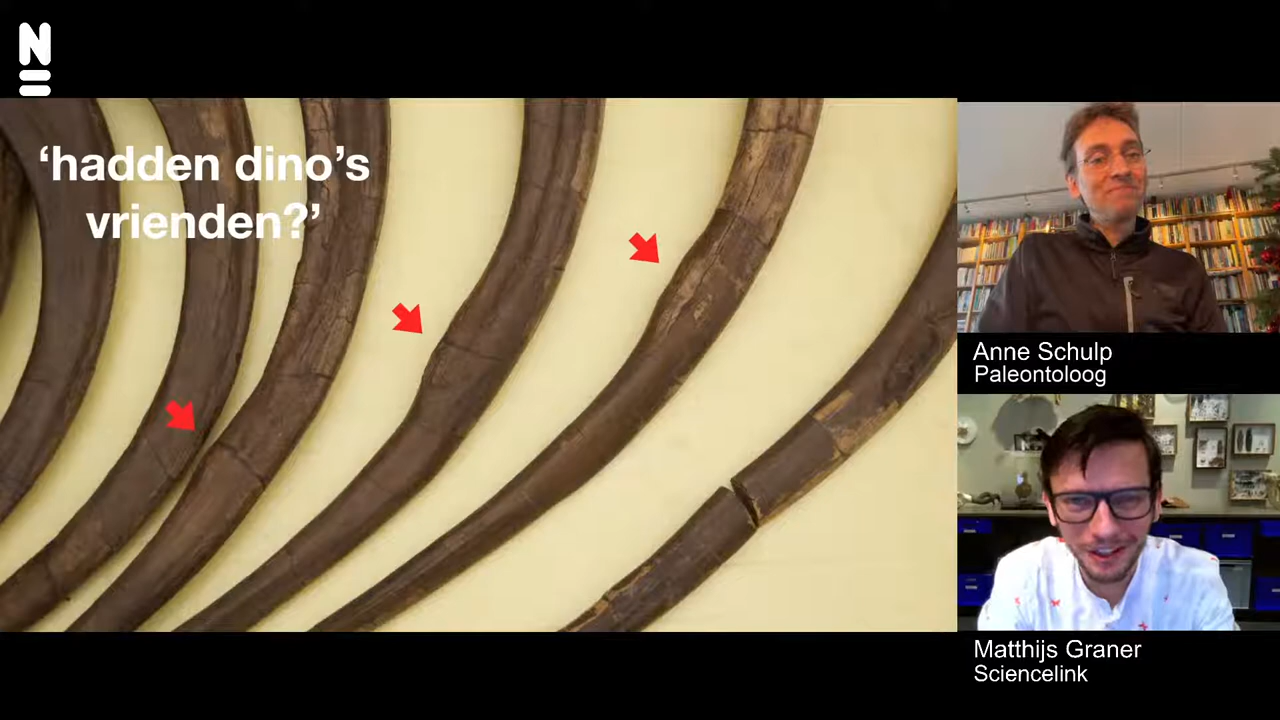 N
‘hadden dino’s
vrienden?’
Anne Schulp
Paleontoloog
Matthijs Graner
Sciencelink